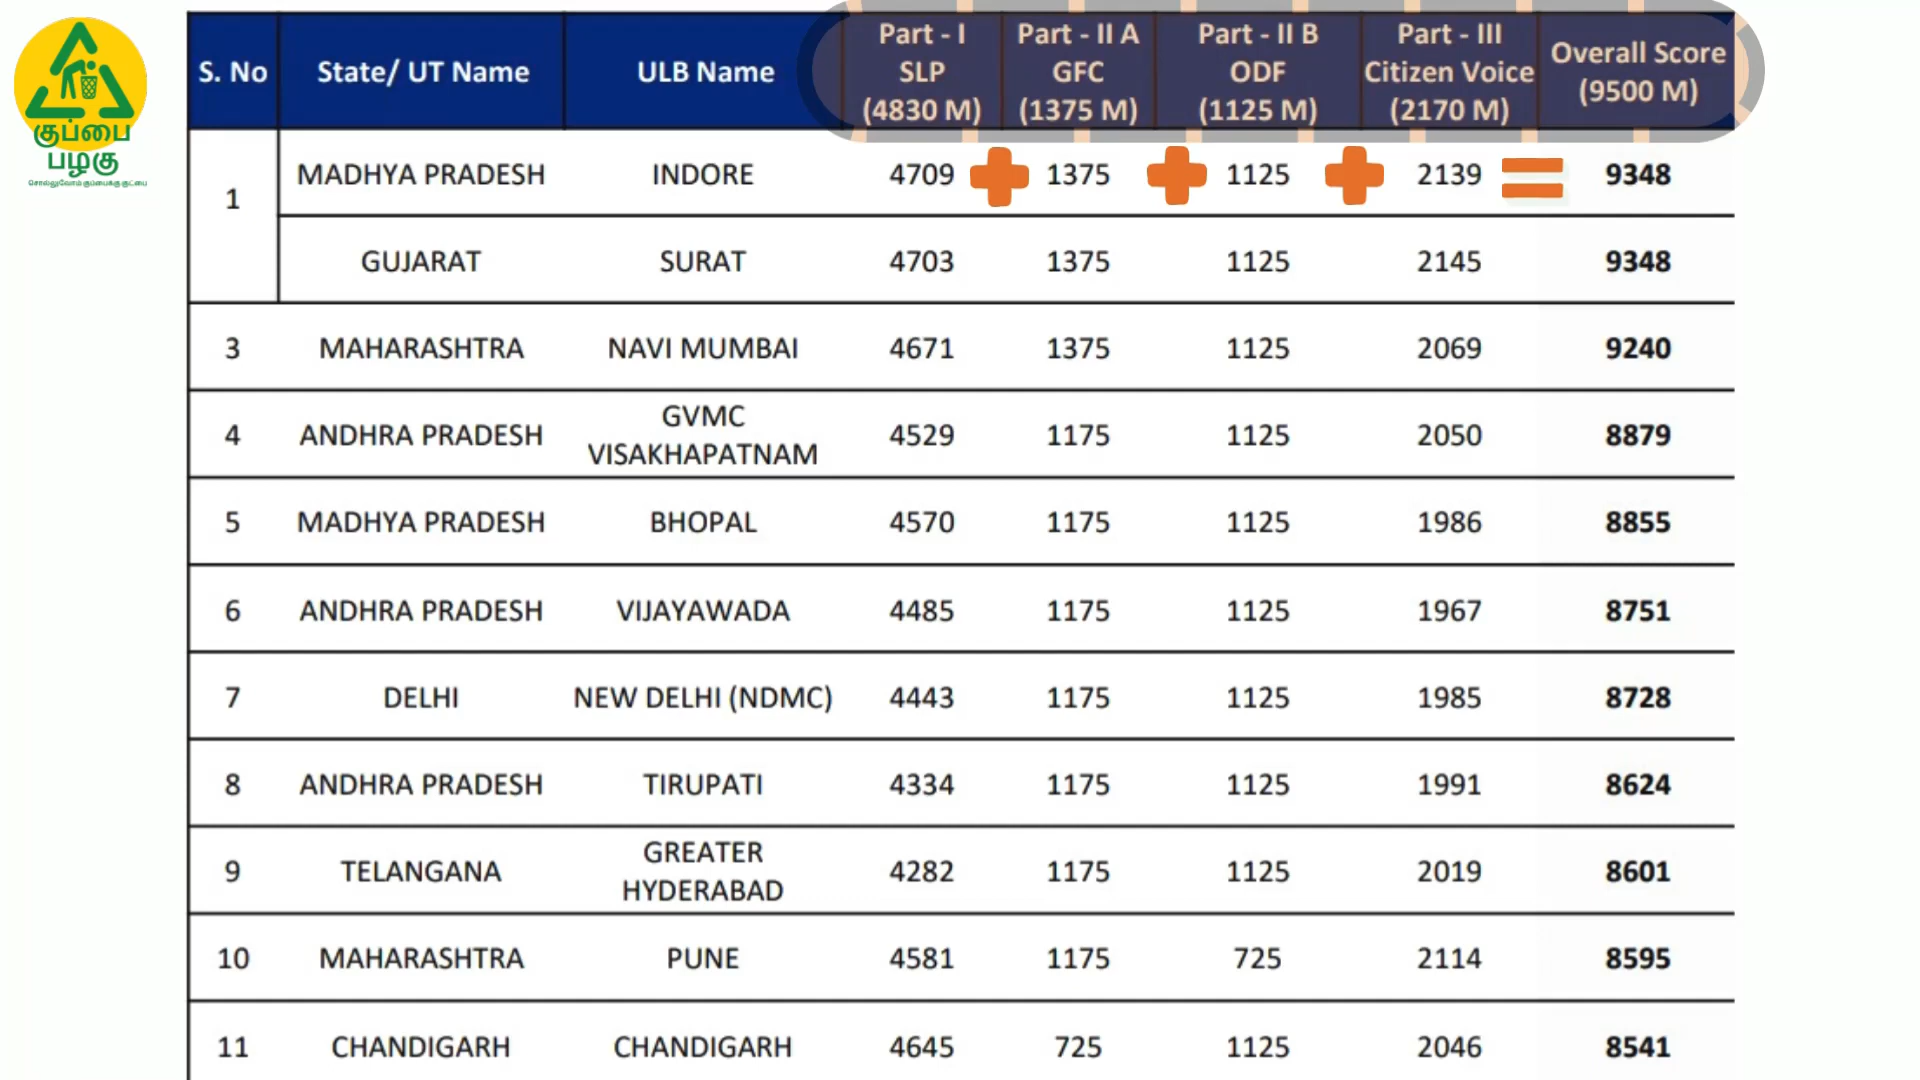 குப்பை
பழகு
சொல்லுவோம் குப்பைக்கு குட்பை
S. No State/ UT Name ULB Name Part - I SLP (4830 M) Part - II A GFC (1375 M) Part - II B ODF (1125 M) Part - III Citizen Voice (2170 M) Overall Score (9500 M)
1 MADHYA PRADESH INDORE 4709 + 1375 + 1125 + 2139 = 9348
GUJARAT SURAT 4703 1375 1125 2145 9348
3 MAHARASHTRA NAVI MUMBAI 4671 1375 1125 2069 9240
4 ANDHRA PRADESH GVMC VISAKHAPATNAM 4529 1175 1125 2050 8879
5 MADHYA PRADESH BHOPAL 4570 1175 1125 1986 8855
6 ANDHRA PRADESH VIJAYAWADA 4485 1175 1125 1967 8751
7 DELHI NEW DELHI (NDMC) 4443 1175 1125 1985 8728
8 ANDHRA PRADESH TIRUPATI 4334 1175 1125 1991 8624
9 TELANGANA GREATER HYDERABAD 4282 1175 1125 2019 8601
10 MAHARASHTRA PUNE 4581 1175 725 2114 8595
11 CHANDIGARH CHANDIGARH 4645 725 1125 2046 8541